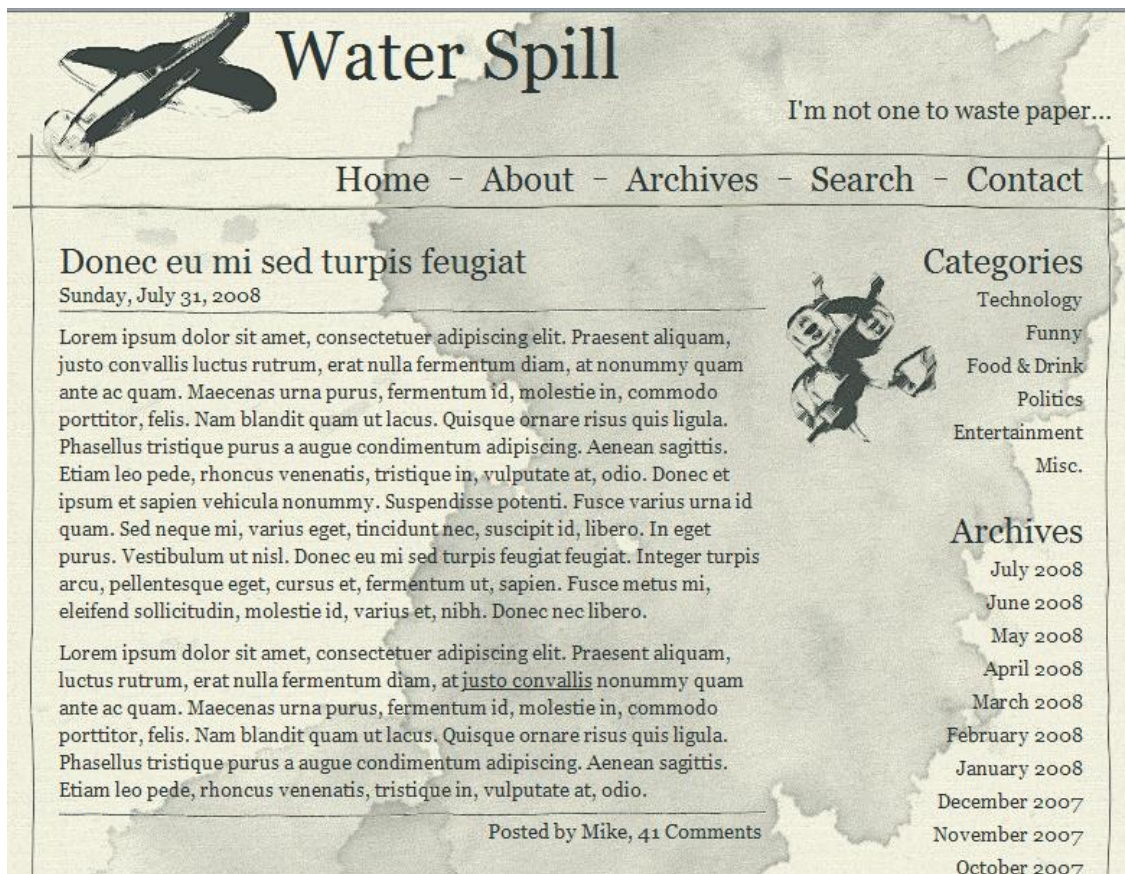 Water Spill
I'm not one to waste paper...
Home - About - Archives - Search - Contact
Donec eu mi sed turpis feugiat
Sunday, July 31, 2008
Lorem ipsum dolor sit amet, consectetuer adipiscing elit. Praesent aliquam,
justo convallis luctus rutrum, erat nulla fermentum diam, at nonummy quam
ante ac quam. Maecenas urna purus, fermentum id, molestie in, commodo
porttitor, felis. Nam blandit quam ut lacus. Quisque ornare risus quis ligula.
Phasellus tristique purus a augue condimentum adipiscing. Aenean sagittis.
Etiam leo pede, rhoncus venenatis, tristique in, vulputate at, odio. Donec et
ipsum et sapien vehicula nonummy. Suspendisse potenti. Fusce varius urna id
quam. Sed neque mi, varius eget, tincidunt nec, suscipit id, libero. In eget
purus. Vestibulum ut nisl. Donec eu mi sed turpis feugiat feugiat. Integer turpis
arcu, pellentesque eget, cursus et, fermentum ut, sapien. Fusce metus mi,
eleifend sollicitudin, molestie id, varius et, nibh. Donec nec libero.
Lorem ipsum dolor sit amet, consectetuer adipiscing elit. Praesent aliquam,
luctus rutrum, erat nulla fermentum diam, at justo convallis nonummy quam
ante ac quam. Maecenas urna purus, fermentum id, molestie in, commodo
porttitor, felis. Nam blandit quam ut lacus. Quisque ornare risus quis ligula.
Phasellus tristique purus a augue condimentum adipiscing. Aenean sagittis.
Etiam leo pede, rhoncus venenatis, tristique in, vulputate at, odio.
Posted by Mike, 41 Comments
Categories
Technology
Funny
Food & Drink
Politics
Entertainment
Misc.
Archives
July 2008
June 2008
May 2008
April 2008
March 2008
February 2008
January 2008
December 2007
November 2007
October 2007